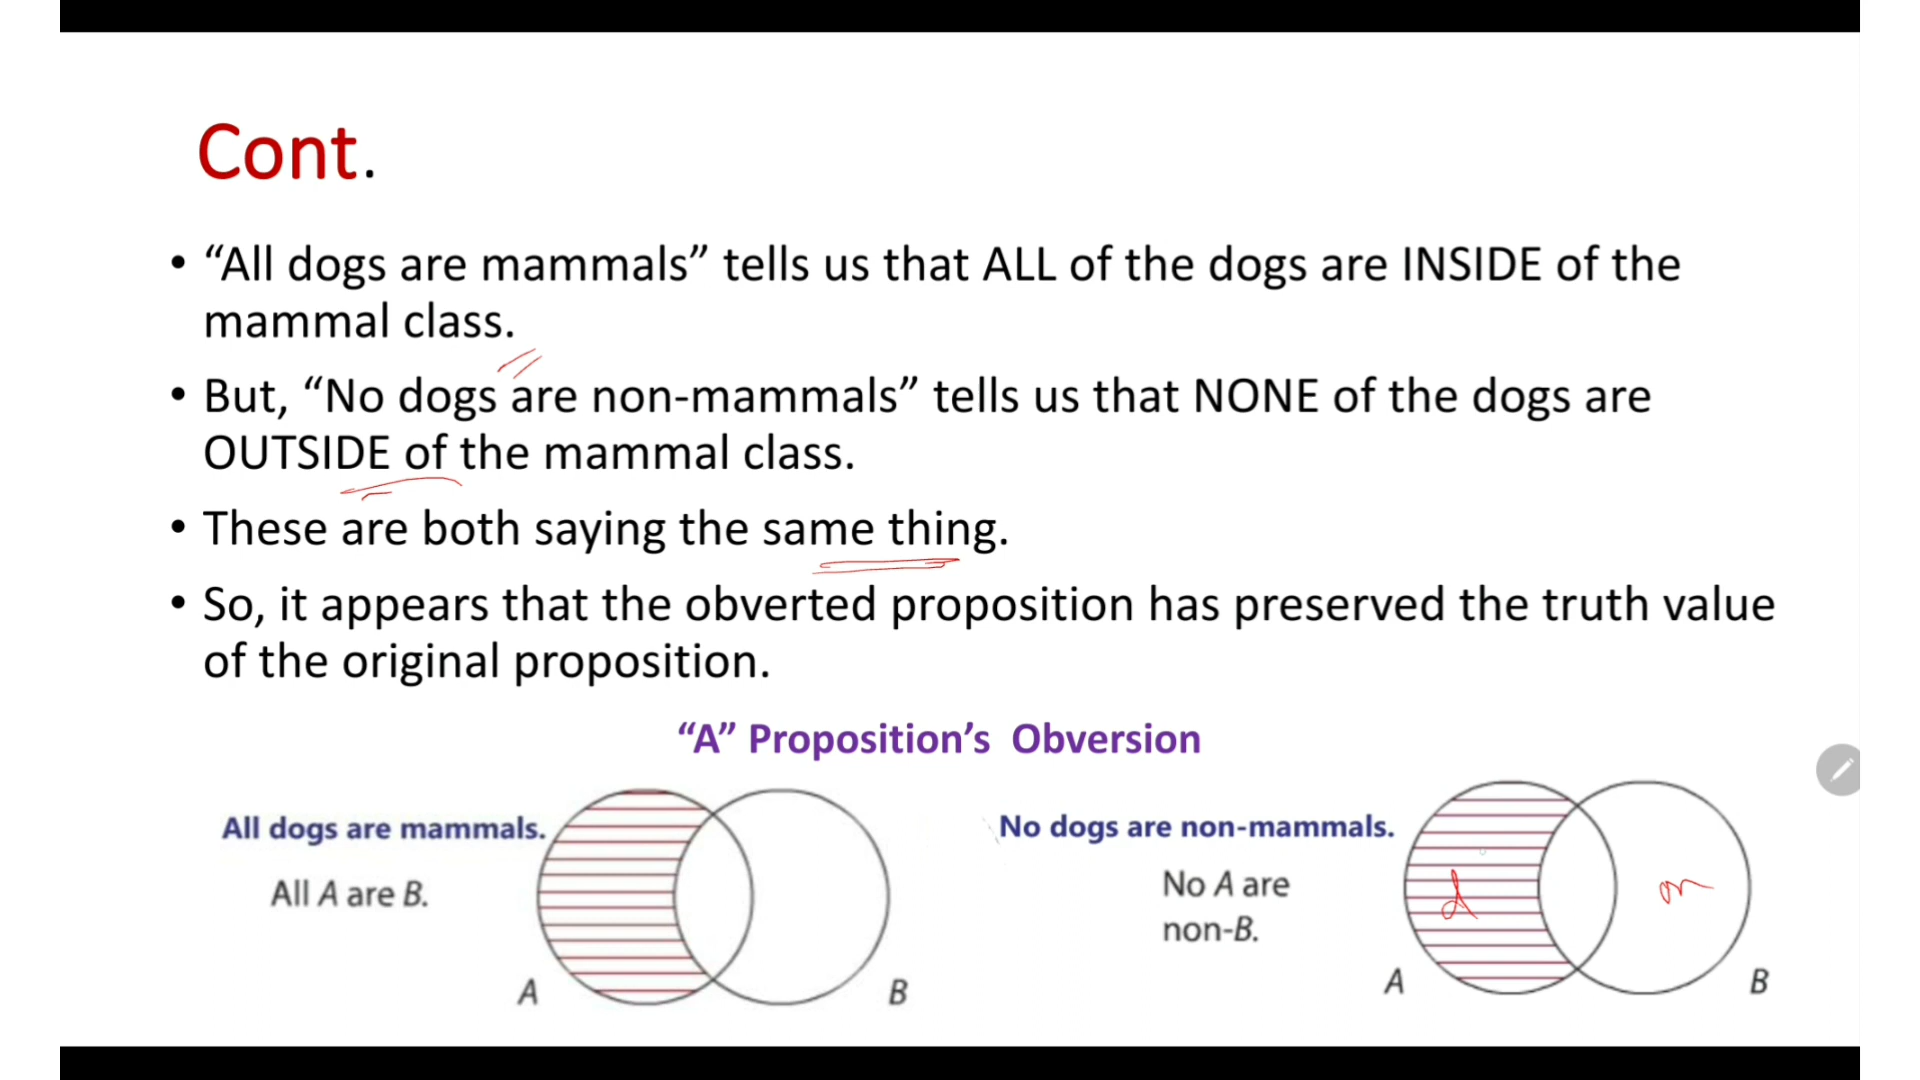 Cont.
• “All dogs are mammals” tells us that ALL of the dogs are INSIDE of the
mammal class.
• But, “No dogs are non-mammals” tells us that NONE of the dogs are
OUTSIDE of the mammal class.
• These are both saying the same thing.
• So, it appears that the obverted proposition has preserved the truth value
of the original proposition.
“A” Proposition’s Obversion
All dogs are mammals.
All A are B.
A
B
No dogs are non-mammals.
No A are
non-B.
d
m
A
B